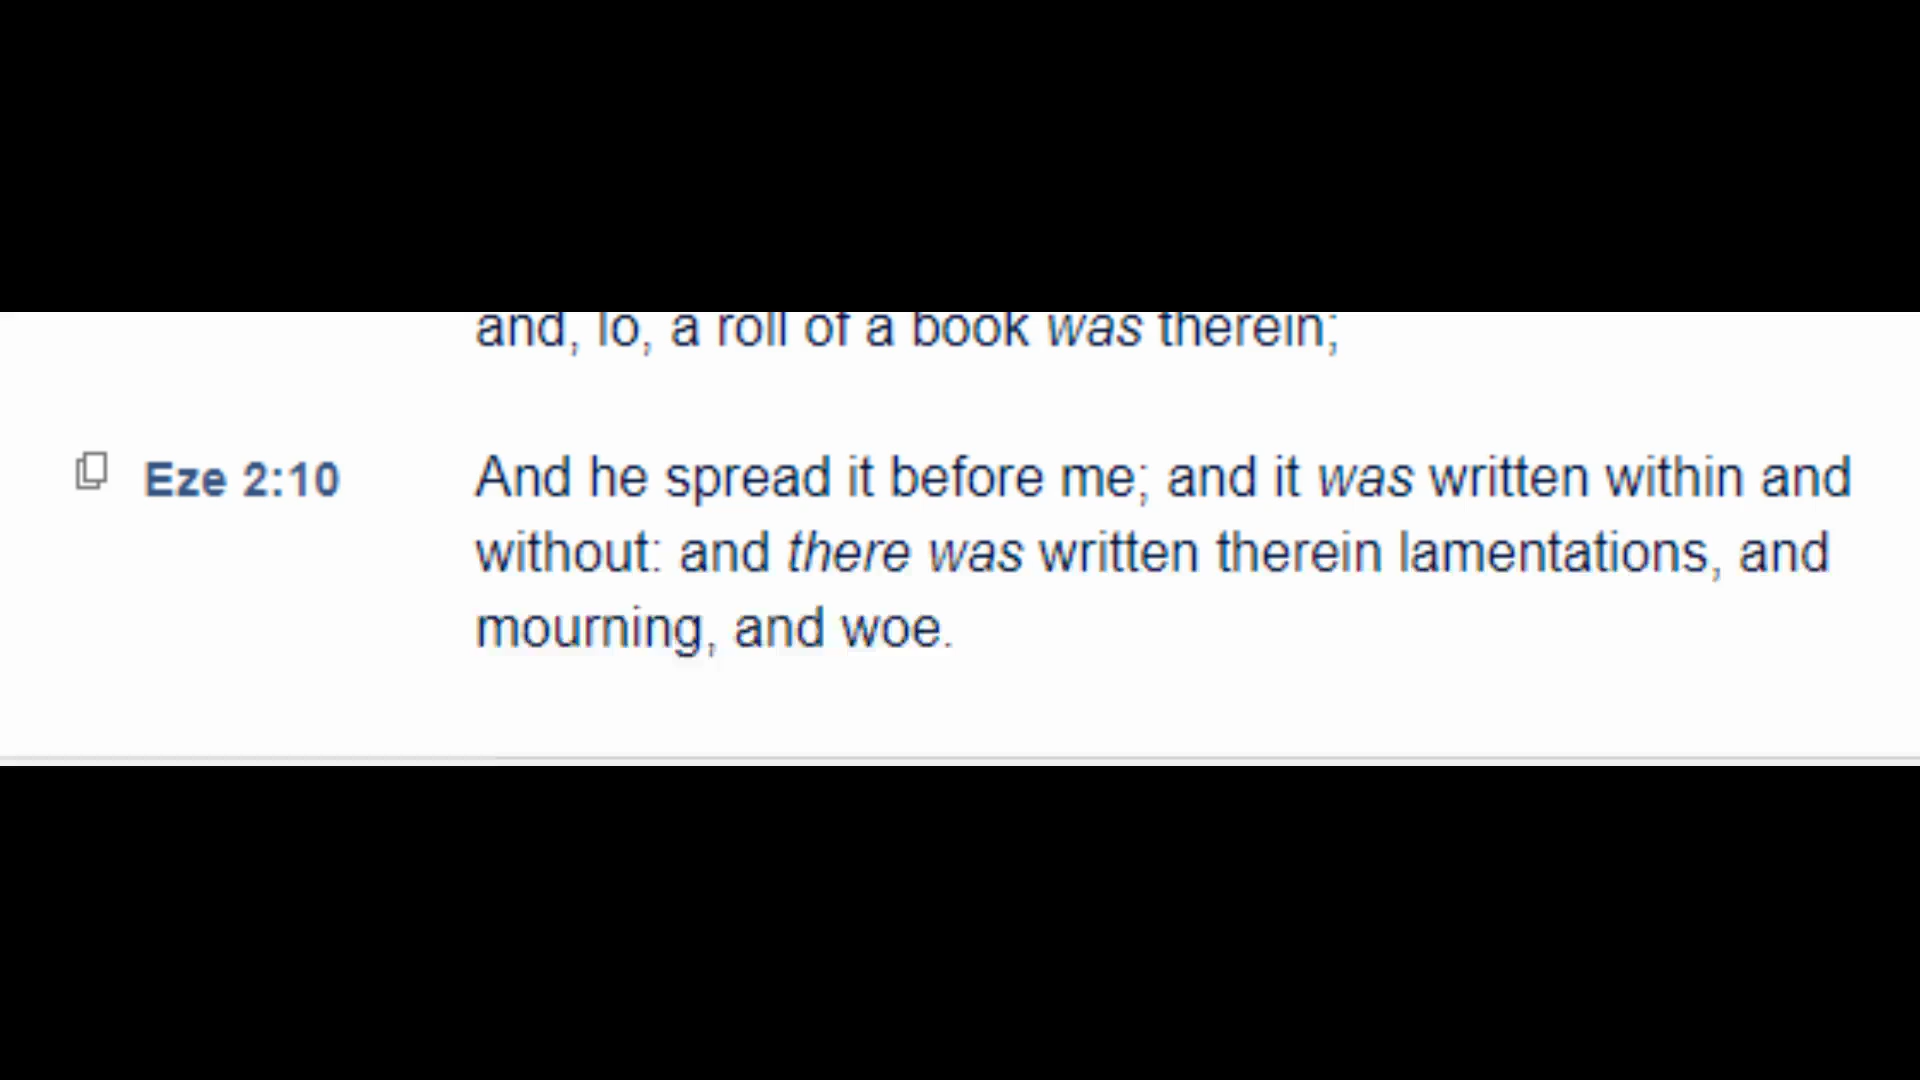 and, lo, a roll of a book was therein;
Eze 2:10 And he spread it before me; and it was written within and
without: and there was written therein lamentations, and
mourning, and woe.